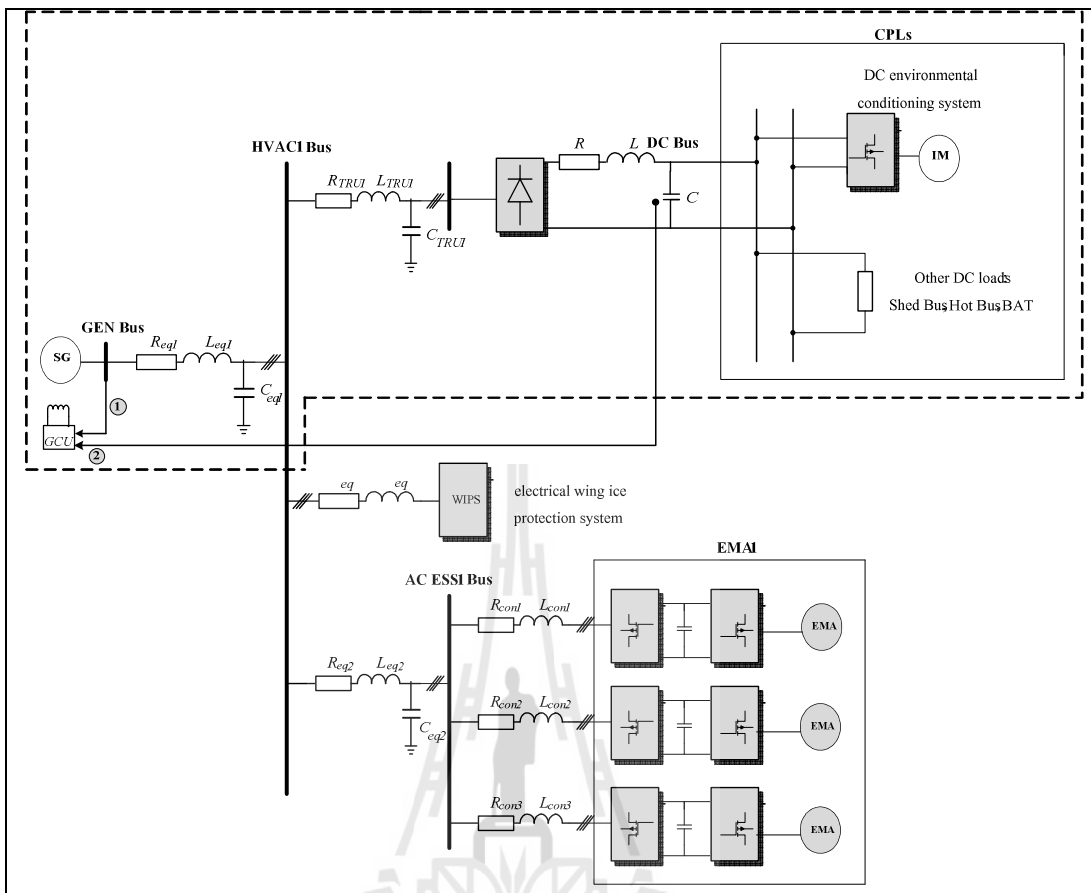 CPLs
DC environmental
conditioning system
IM
HVAC1 Bus
R
L
DC Bus
C
R_TRU1
L_TRU1
C_TRU1
Other DC loads
Shed Bus,Hot Bus,BAT
GEN Bus
SG
R_eq1
L_eq1
C_eq1
1
GCU
2
eq
eq
WIPS
electrical wing ice
protection system
EMA1
AC ESS1 Bus
R_con1
L_con1
EMA
R_eq2
L_eq2
C_eq2
R_con2
L_con2
EMA
R_con3
L_con3
EMA